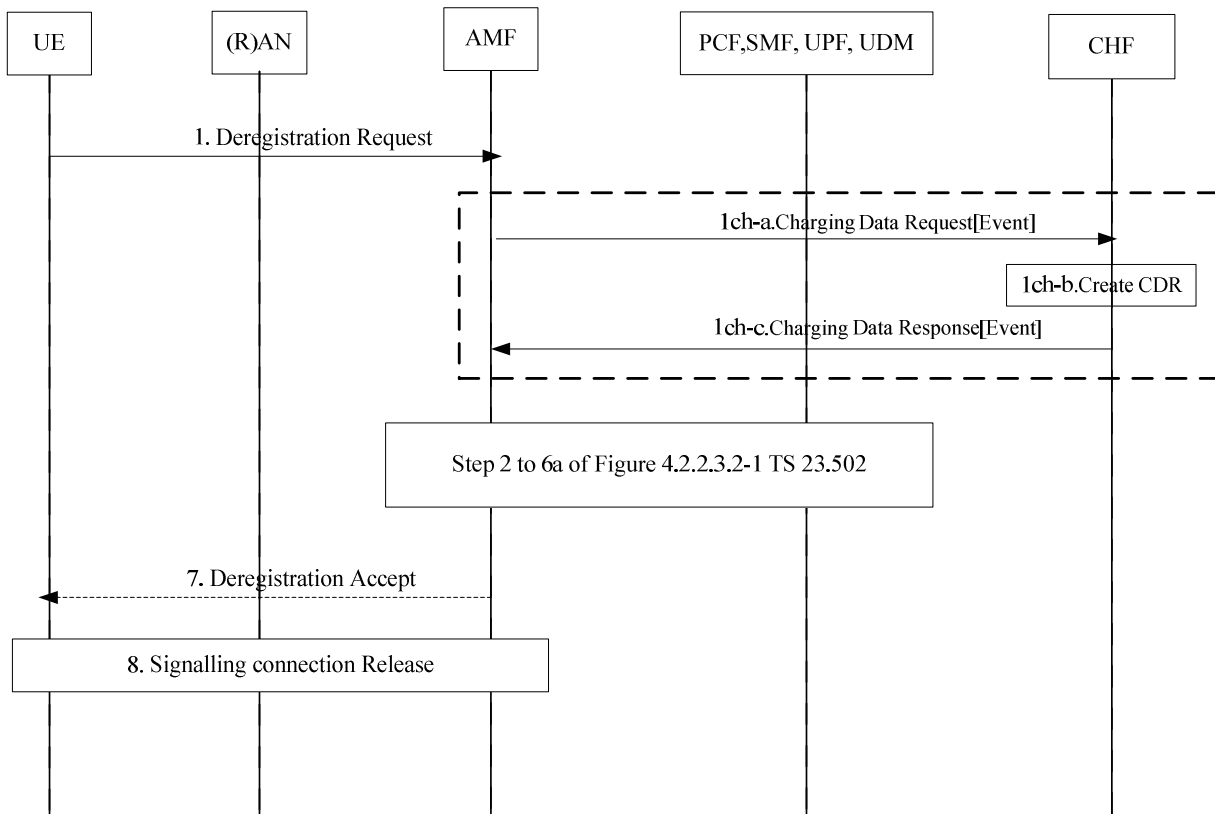 UE
(R)AN
AMF
PCF,SMF, UPF, UDM
CHF
1. Deregistration Request
1ch-a.Charging Data Request[Event]
1ch-b.Create CDR
1ch-c.Charging Data Response[Event]
Step 2 to 6a of Figure 4.2.2.3.2-1 TS 23.502
7. Deregistration Accept
8. Signalling connection Release